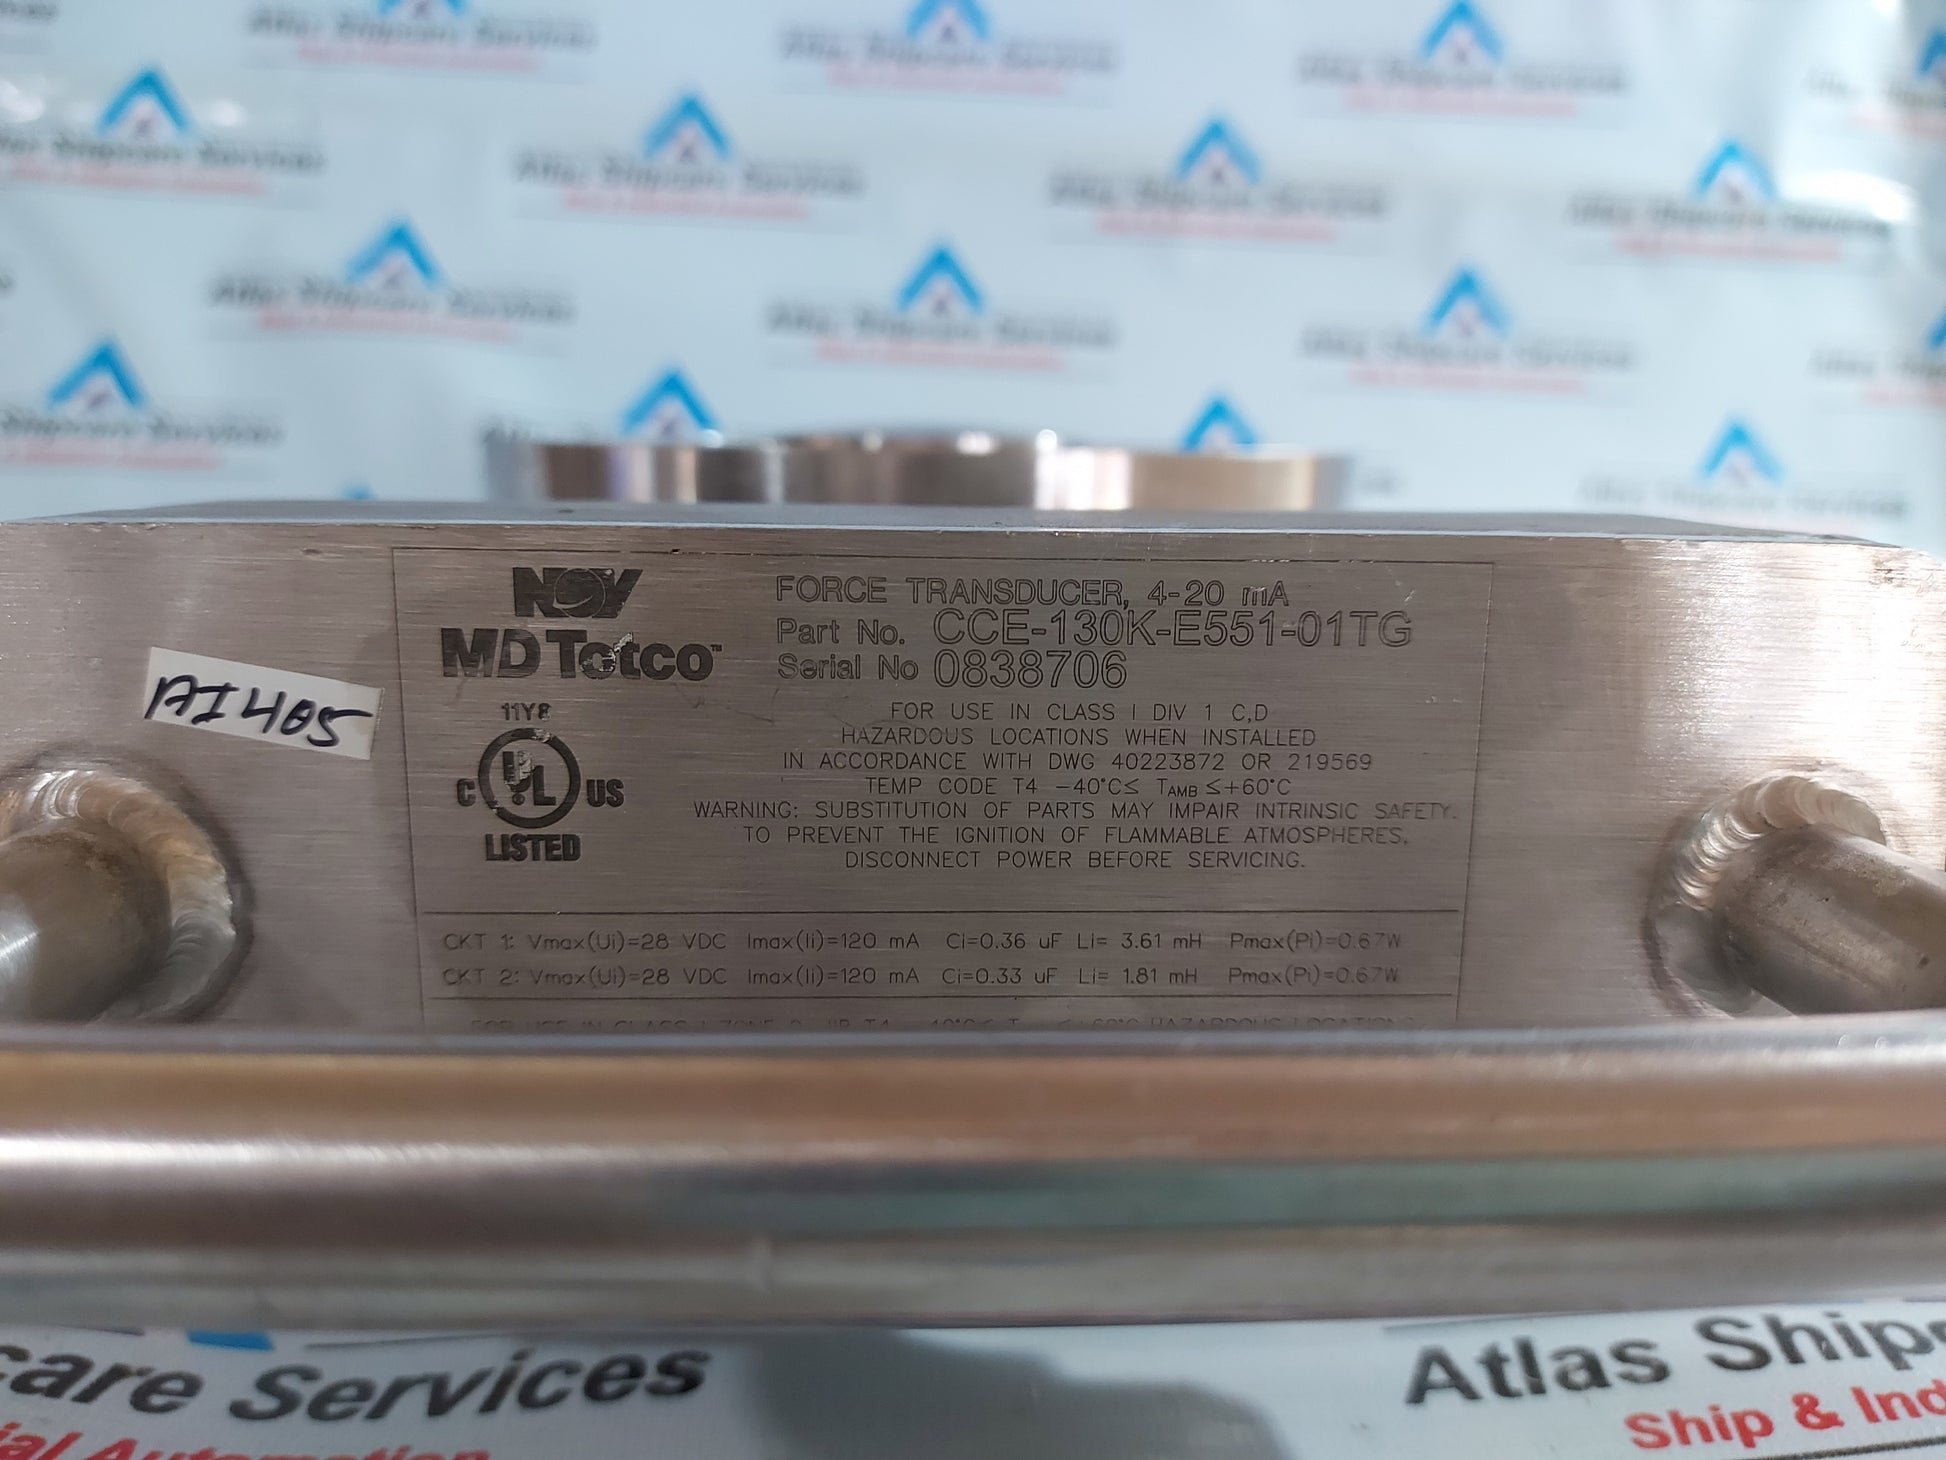 NOV
MD Totco™
FORCE TRANSDUCER, 4-20 mA
Part No. CCE-130K-E551-01TG
Serial No 0838706
AI405
11Y8
C UL US
LISTED
FOR USE IN CLASS I DIV 1 C,D
HAZARDOUS LOCATIONS WHEN INSTALLED
IN ACCORDANCE WITH DWG 40223872 OR 219569
TEMP CODE T4 -40°C≤ TAMB ≤+60°C
WARNING: SUBSTITUTION OF PARTS MAY IMPAIR INTRINSIC SAFETY.
TO PREVENT THE IGNITION OF FLAMMABLE ATMOSPHERES,
DISCONNECT POWER BEFORE SERVICING.
CKT 1: Vmax(Ui)=28 VDC Imax(Ii)=120 mA Ci=0.36 uF Li= 3.61 mH Pmax(Pi)=0.67W
CKT 2: Vmax(Ui)=28 VDC Imax(Ii)=120 mA Ci=0.33 uF Li= 1.81 mH Pmax(Pi)=0.67W
care Services
ial Automation
Atlas Shipc
Ship & Ind